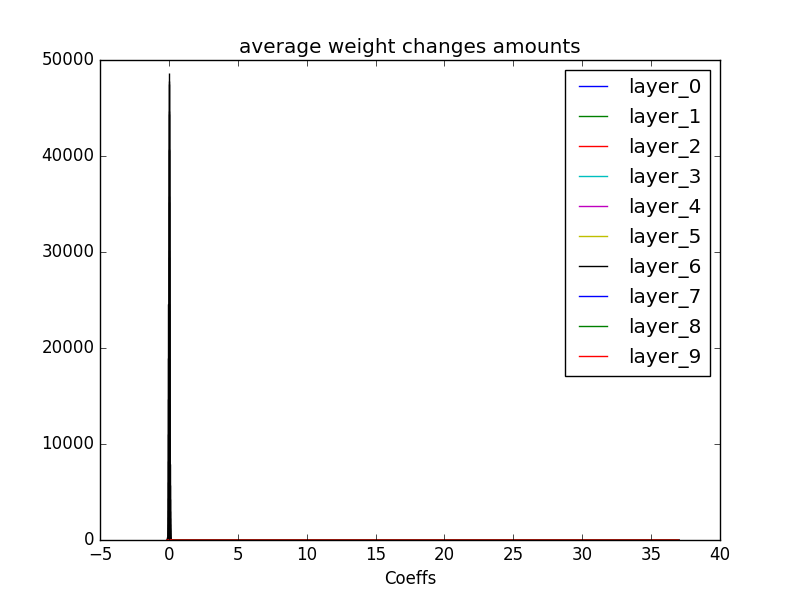 average weight changes amounts
50000
40000
30000
20000
10000
0
−5
0
5
10
15
20
25
30
35
40
Coeffs
layer_0
layer_1
layer_2
layer_3
layer_4
layer_5
layer_6
layer_7
layer_8
layer_9